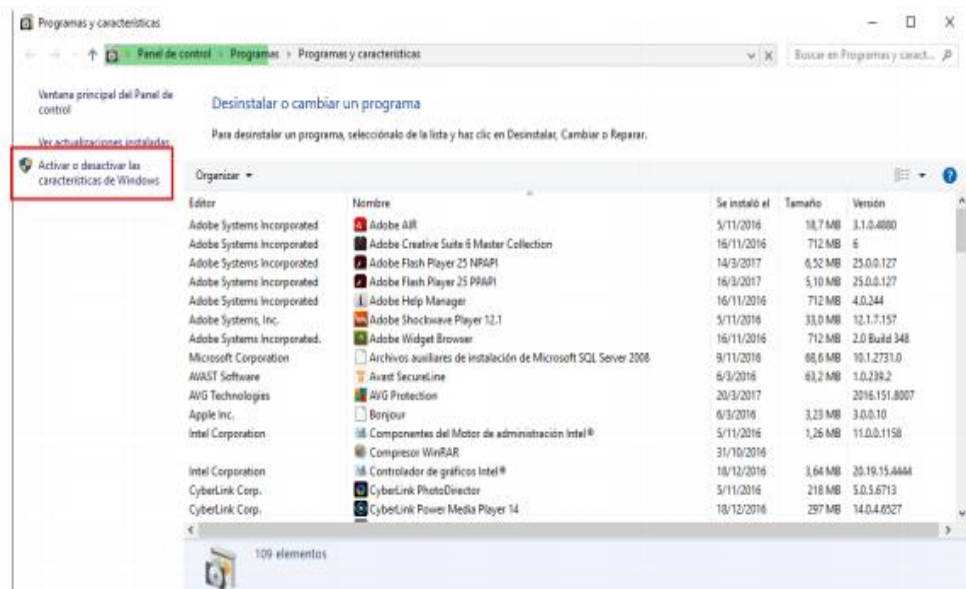 Programas y características
Panel de control › Programas › Programas y características
Buscar en Programas y caract...
Ventana principal del Panel de control
Ver actualizaciones instaladas
Activar o desactivar las características de Windows
Desinstalar o cambiar un programa
Para desinstalar un programa, selecciónalo de la lista y haz clic en Desinstalar, Cambiar o Reparar.
Organizar
Editor Nombre Se instaló el Tamaño Versión
Adobe Systems Incorporated Adobe AIR 5/11/2016 18,7 MB 3.1.0.4880
Adobe Systems Incorporated Adobe Creative Suite 6 Master Collection 16/11/2016 712 MB 6
Adobe Systems Incorporated Adobe Flash Player 25 NPAPI 14/3/2017 6,52 MB 25.0.0.127
Adobe Systems Incorporated Adobe Flash Player 25 PPAPI 16/3/2017 5,10 MB 25.0.0.127
Adobe Systems Incorporated Adobe Help Manager 16/11/2016 712 MB 4.0.244
Adobe Systems, Inc. Adobe Shockwave Player 12.1 5/11/2016 33,0 MB 12.1.7.157
Adobe Systems Incorporated. Adobe Widget Browser 16/11/2016 712 MB 2.0 Build 348
Microsoft Corporation Archivos auxiliares de instalación de Microsoft SQL Server 2008 9/11/2016 68,6 MB 10.1.2731.0
AVAST Software Avast SecureLine 6/3/2016 63,2 MB 1.0.239.2
AVG Technologies AVG Protection 20/3/2017 2016.151.8007
Apple Inc. Bonjour 6/3/2016 3,23 MB 3.0.0.10
Intel Corporation Componentes del Motor de administración Intel® 5/11/2016 1,26 MB 11.0.0.1158
Compresor WinRAR 31/10/2016
Intel Corporation Controlador de gráficos Intel® 18/12/2016 3,64 MB 20.19.15.4444
CyberLink Corp. CyberLink PhotoDirector 5/11/2016 218 MB 5.0.5.6713
CyberLink Corp. CyberLink Power Media Player 14 18/12/2016 297 MB 14.0.4.6527
109 elementos